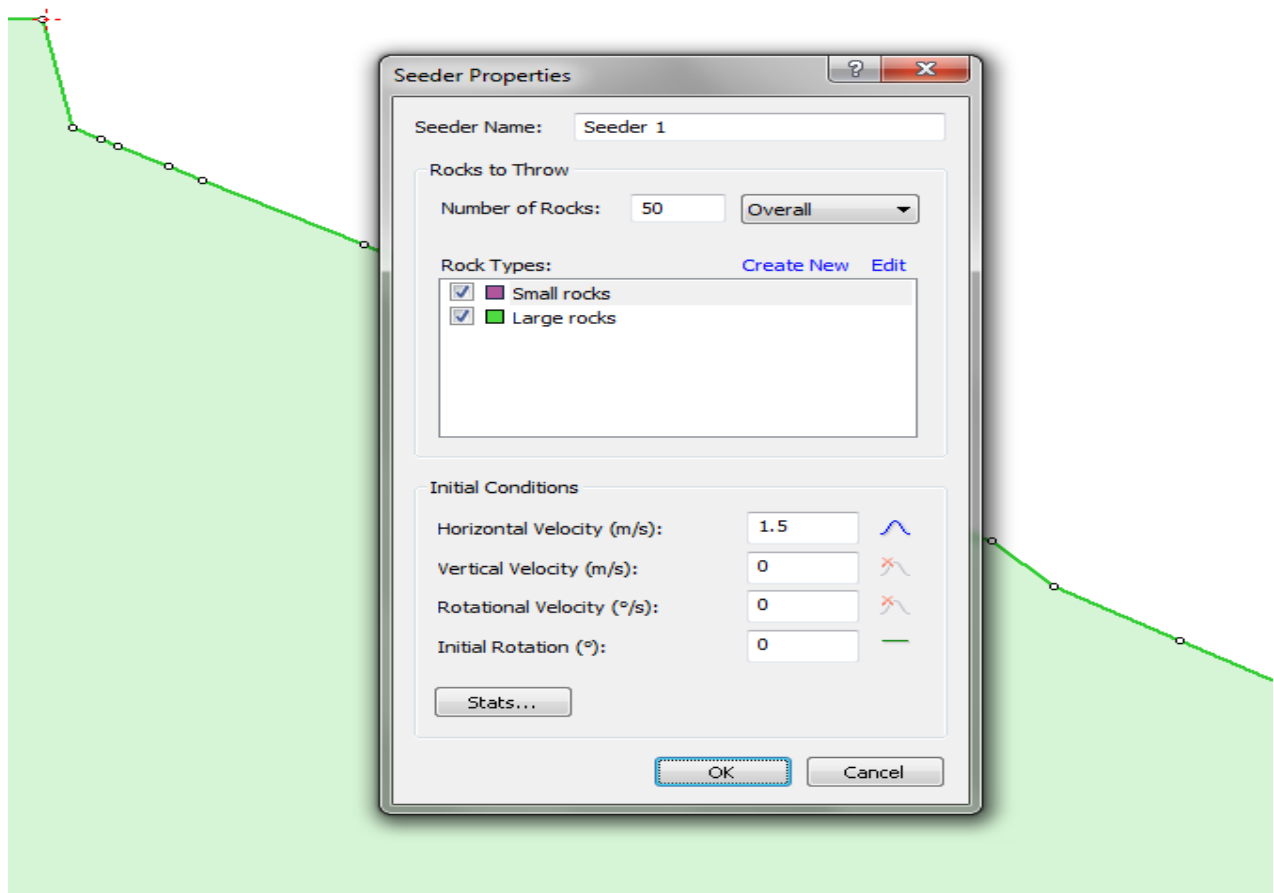 Seeder Properties
Seeder Name: Seeder 1
Rocks to Throw
Number of Rocks: 50 Overall
Rock Types: Create New Edit
Small rocks
Large rocks
Initial Conditions
Horizontal Velocity (m/s): 1.5
Vertical Velocity (m/s): 0
Rotational Velocity (°/s): 0
Initial Rotation (°): 0
Stats...
OK Cancel